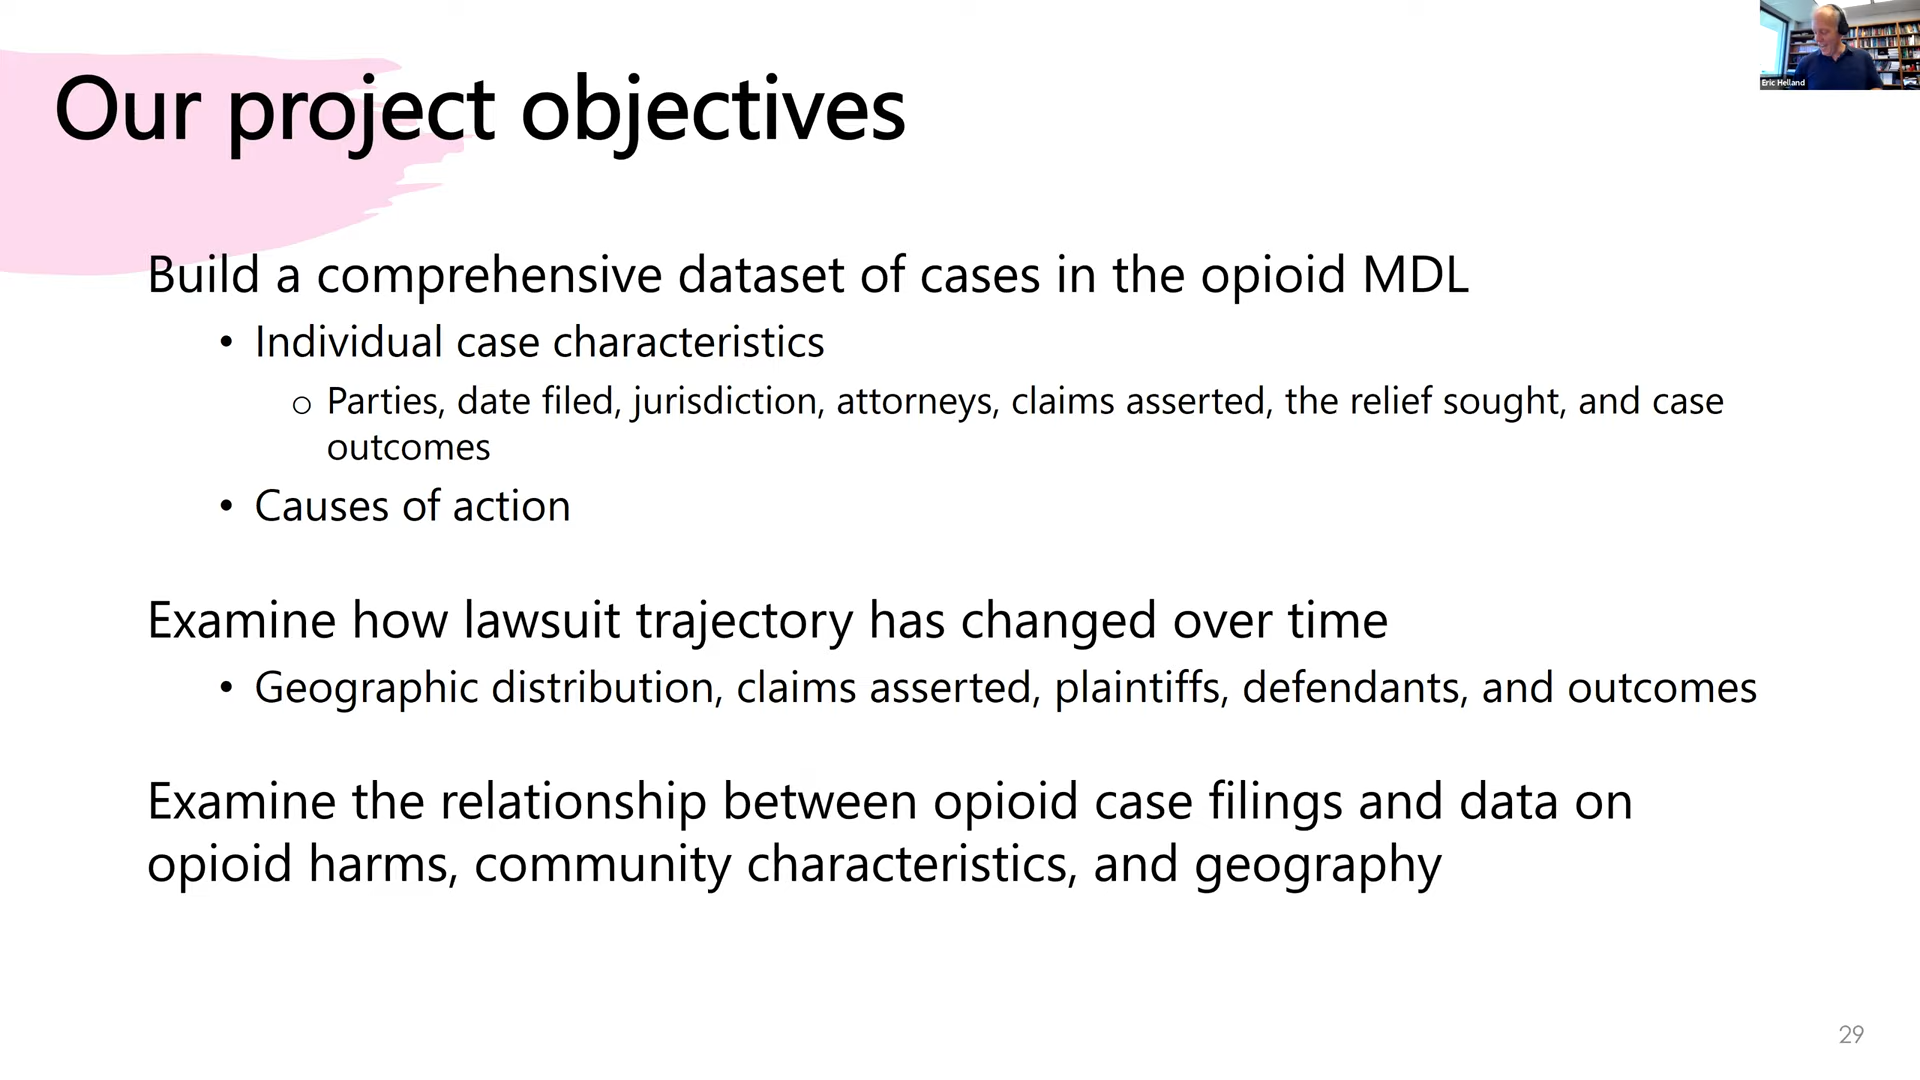 Our project objectives
Eric Helland
Build a comprehensive dataset of cases in the opioid MDL
• Individual case characteristics
o Parties, date filed, jurisdiction, attorneys, claims asserted, the relief sought, and case
outcomes
• Causes of action
Examine how lawsuit trajectory has changed over time
• Geographic distribution, claims asserted, plaintiffs, defendants, and outcomes
Examine the relationship between opioid case filings and data on
opioid harms, community characteristics, and geography
29